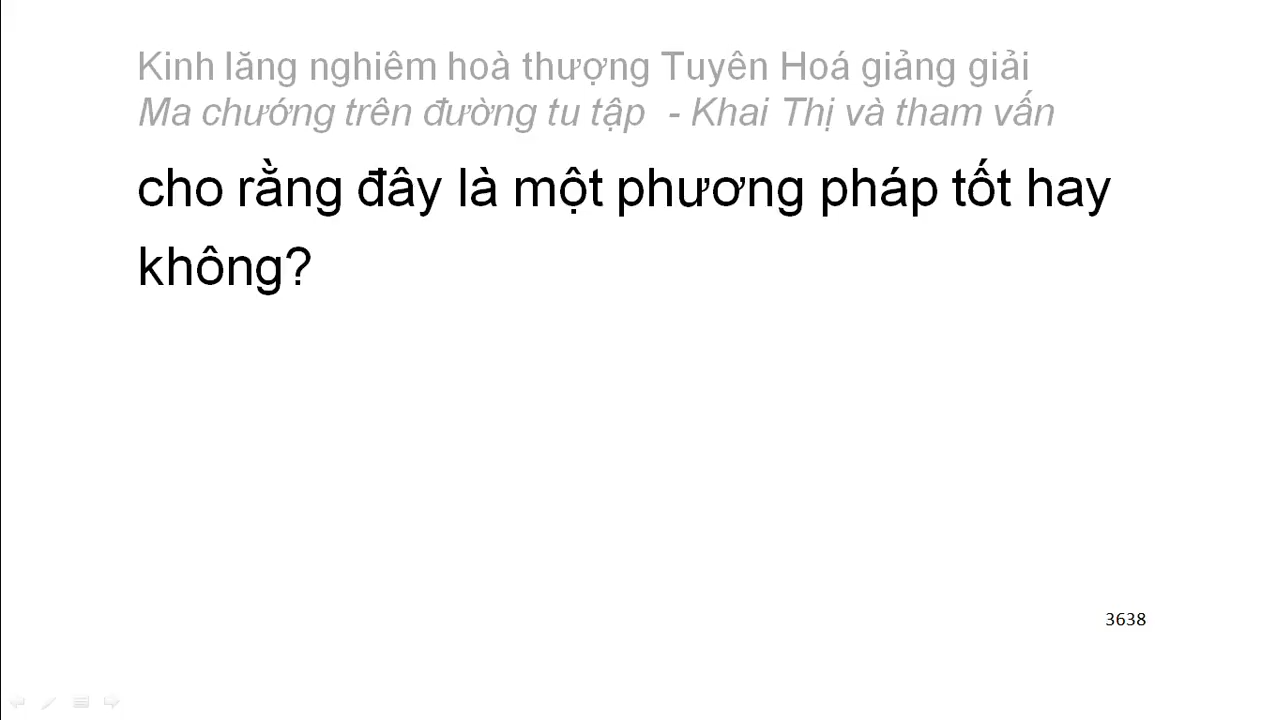 Kinh lăng nghiêm hoà thượng Tuyên Hoá giảng giải
Ma chướng trên đường tu tập - Khai Thị và tham vấn
cho rằng đây là một phương pháp tốt hay
không?
3638